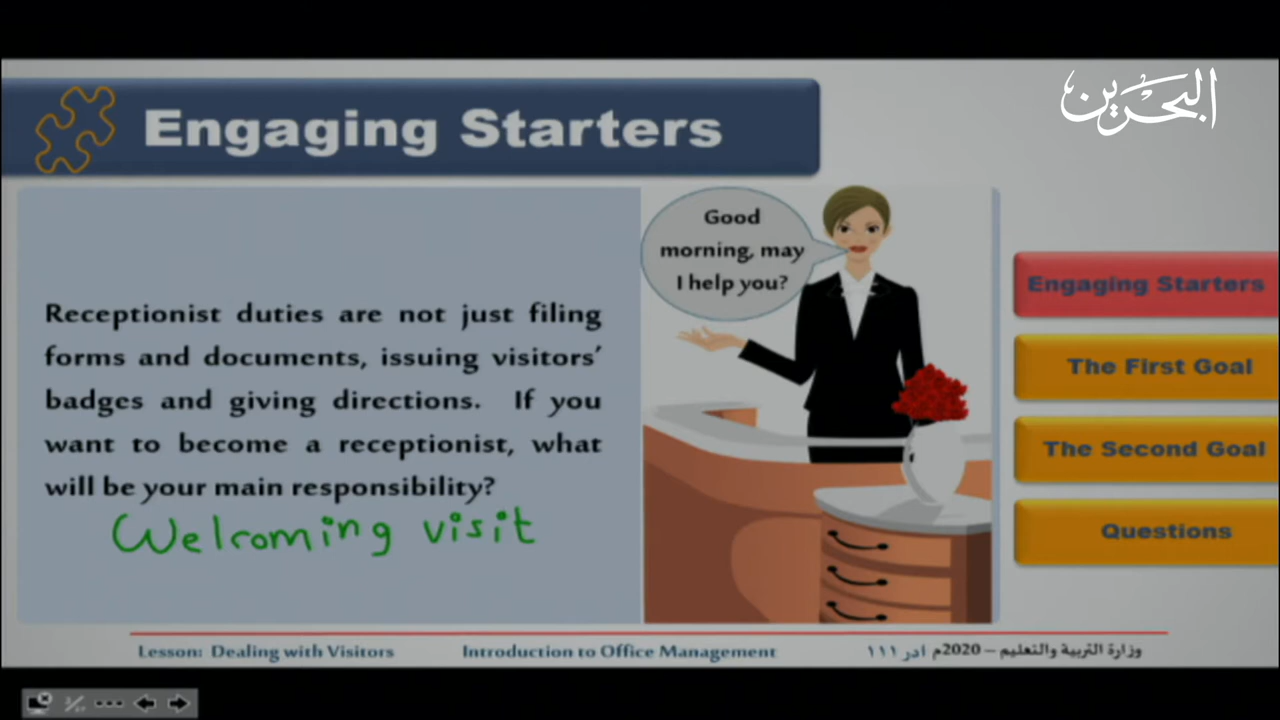 البحرين
Engaging Starters
Good
morning, may
I help you?
Receptionist duties are not just filing
forms and documents, issuing visitors’
badges and giving directions. If you
want to become a receptionist, what
will be your main responsibility?
Welcoming visit
Engaging Starters
The First Goal
The Second Goal
Questions
Lesson: Dealing with Visitors
Introduction to Office Management
وزارة التربية والتعليم – 2020م ادر ١١١